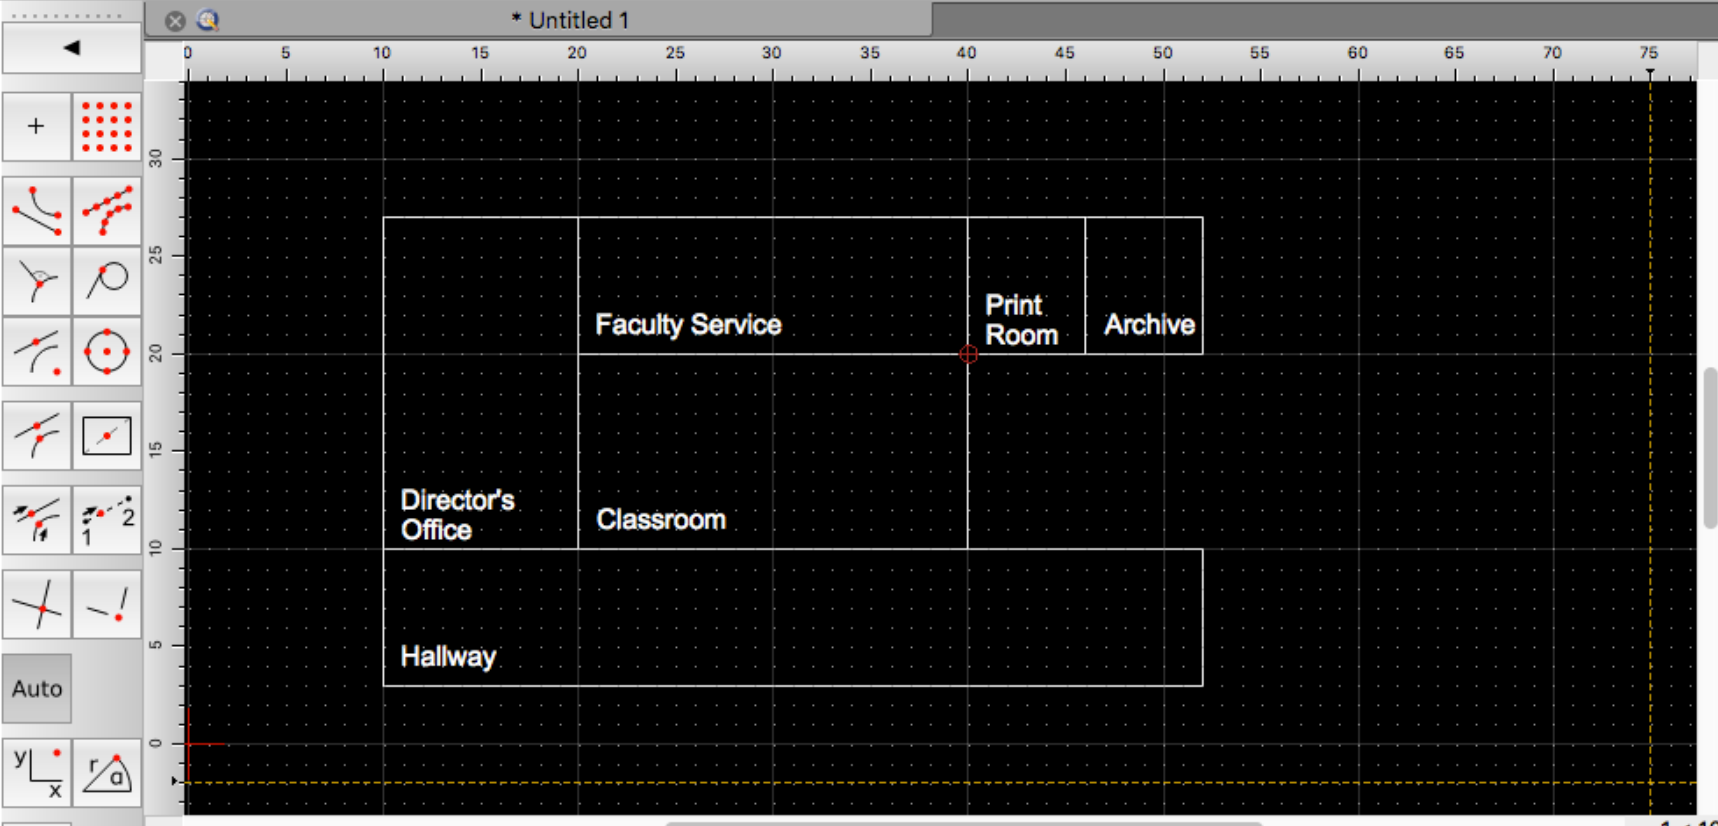 * Untitled 1
0 5 10 15 20 25 30 35 40 45 50 55 60 65 70 75
30
25
Print
Faculty Service Room Archive
20
15
Director's
Office Classroom
10
Hallway
5
0
1 2
Auto
y x
r a